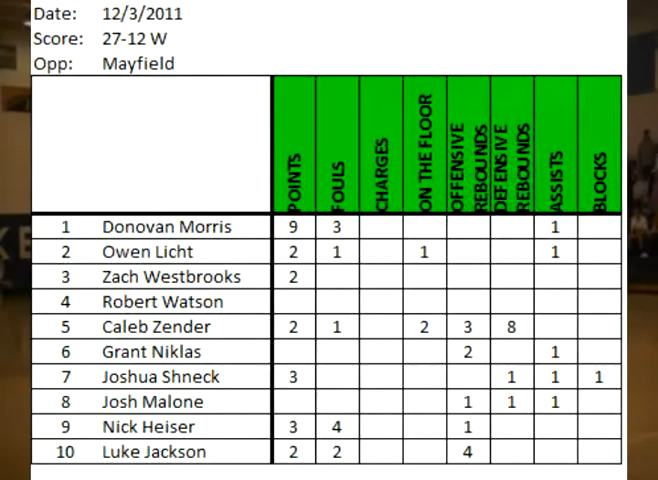 Date: 12/3/2011
Score: 27-12 W
Opp: Mayfield
POINTS FOULS CHARGES ON THE FLOOR OFFENSIVE REBOUNDS DEFENSIVE REBOUNDS ASSISTS BLOCKS
1 Donovan Morris 9 3 1
2 Owen Licht 2 1 1 1
3 Zach Westbrooks 2
4 Robert Watson
5 Caleb Zender 2 1 2 3 8
6 Grant Niklas 2 1
7 Joshua Shneck 3 1 1 1
8 Josh Malone 1 1 1
9 Nick Heiser 3 4 1
10 Luke Jackson 2 2 4